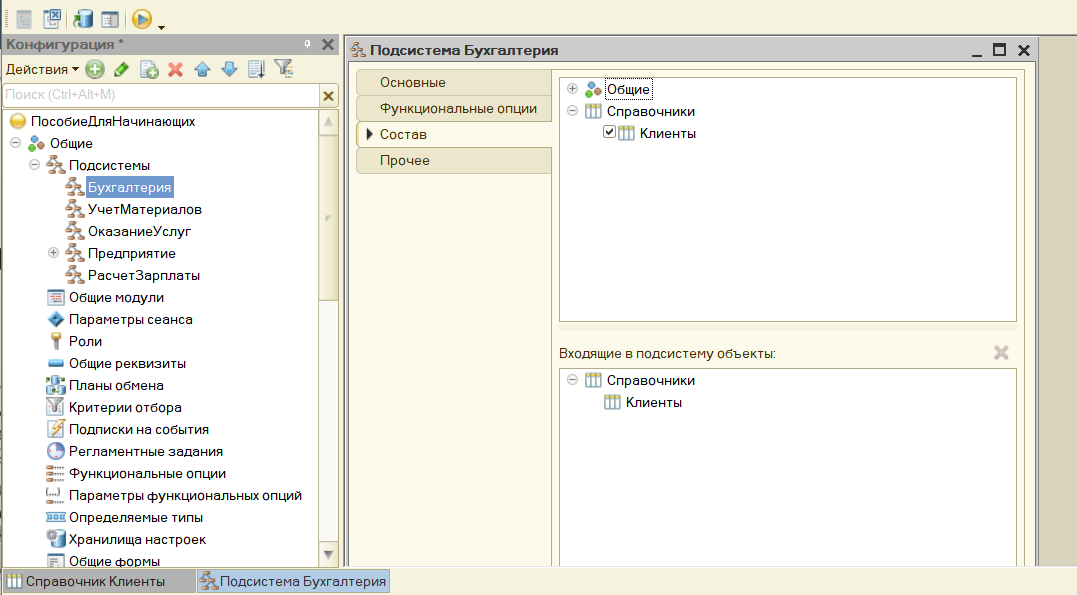 Конфигурация *
Действия
Поиск (Ctrl+Alt+M)
ПособиеДляНачинающих
Общие
Подсистемы
Бухгалтерия
УчетМатериалов
ОказаниеУслуг
Предприятие
РасчетЗарплаты
Общие модули
Параметры сеанса
Роли
Общие реквизиты
Планы обмена
Критерии отбора
Подписки на события
Регламентные задания
Функциональные опции
Параметры функциональных опций
Определяемые типы
Хранилища настроек
Общие формы
Подсистема Бухгалтерия
Основные
Функциональные опции
Состав
Прочее
Общие
Справочники
Клиенты
Входящие в подсистему объекты:
Справочники
Клиенты
Справочник Клиенты
Подсистема Бухгалтерия